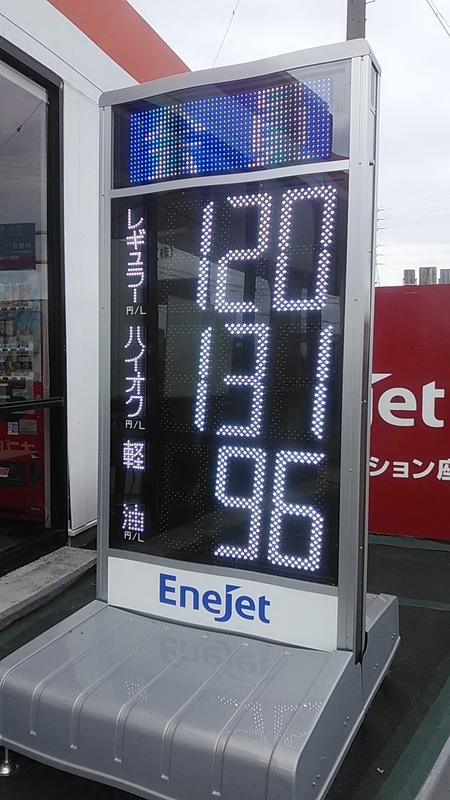 レギュラー 円/L 120
ハイオク 円/L 131
軽油 円/L 96
Enejet
jet
ション